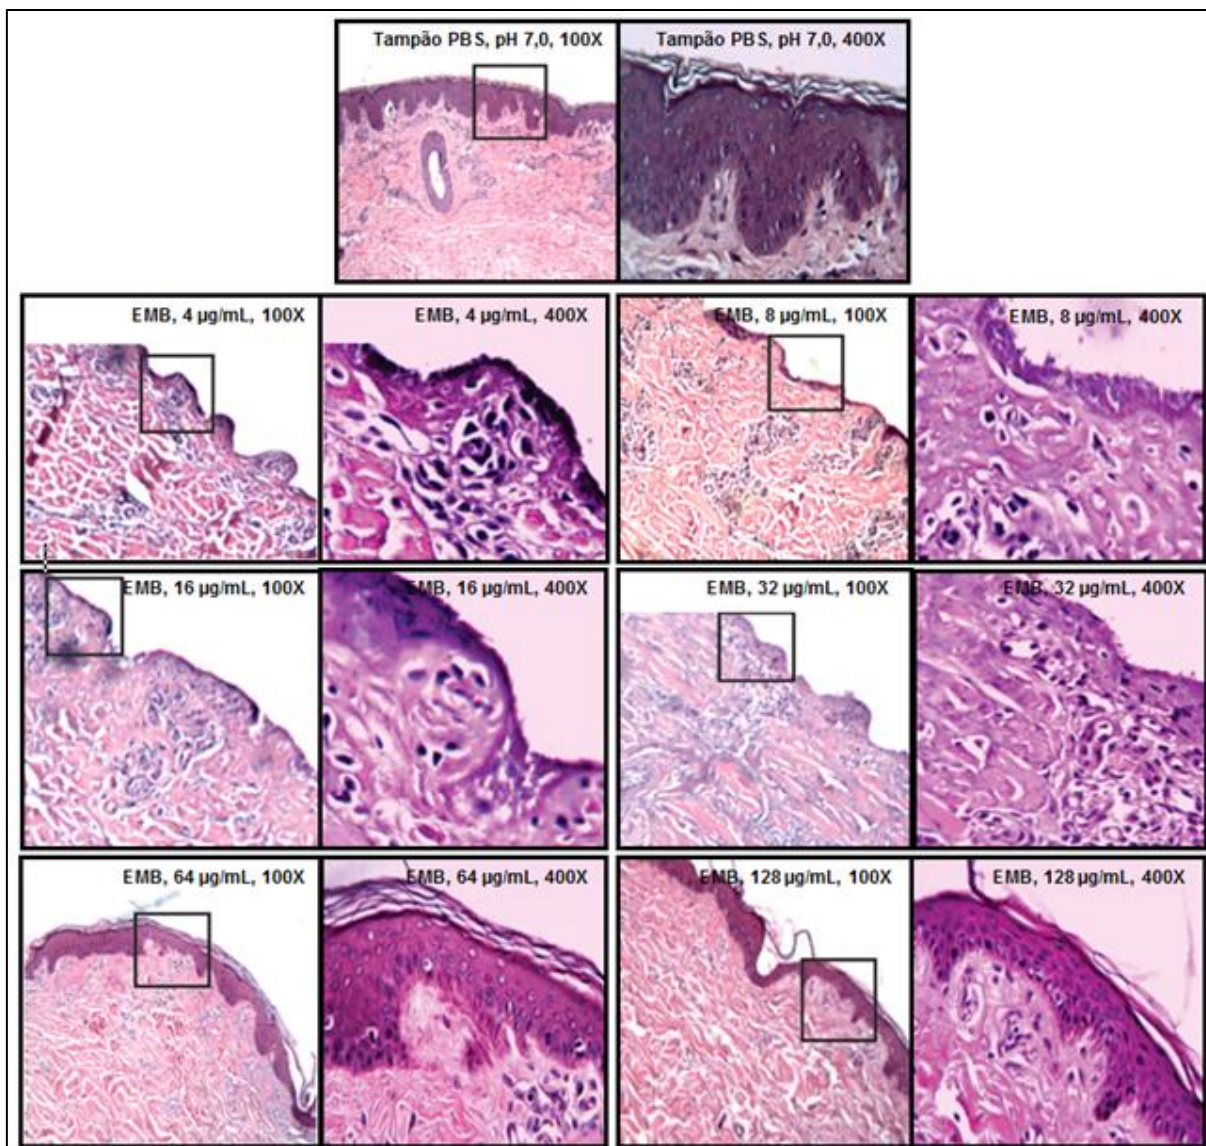 Tampão PBS, pH 7,0, 100X
Tampão PBS, pH 7,0, 400X
EMB, 4 µg/mL, 100X
EMB, 4 µg/mL, 400X
EMB, 8 µg/mL, 100X
EMB, 8 µg/mL, 400X
EMB, 16 µg/mL, 100X
EMB, 16 µg/mL, 400X
EMB, 32 µg/mL, 100X
EMB, 32 µg/mL, 400X
EMB, 64 µg/mL, 100X
EMB, 64 µg/mL, 400X
EMB, 128 µg/mL, 100X
EMB, 128 µg/mL, 400X